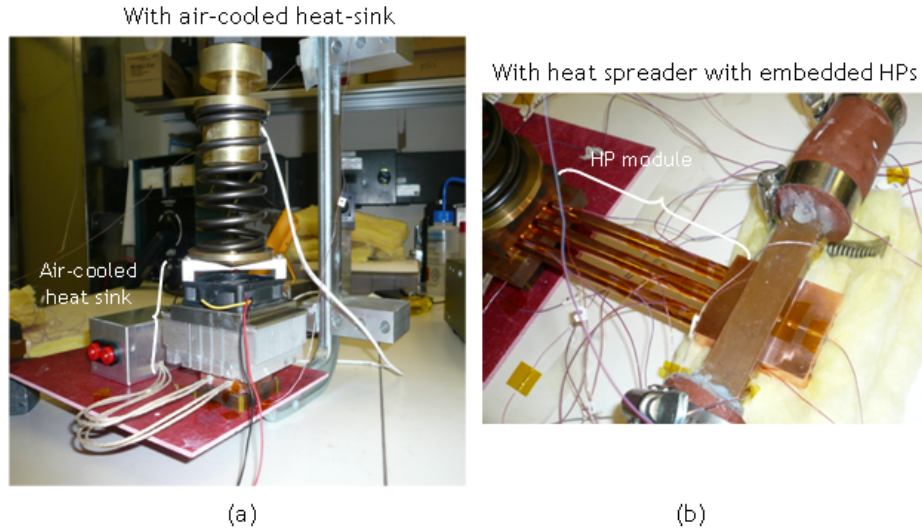 With air-cooled heat-sink
With heat spreader with embedded HPs
HP module
Air-cooled
heat sink
(a)
(b)